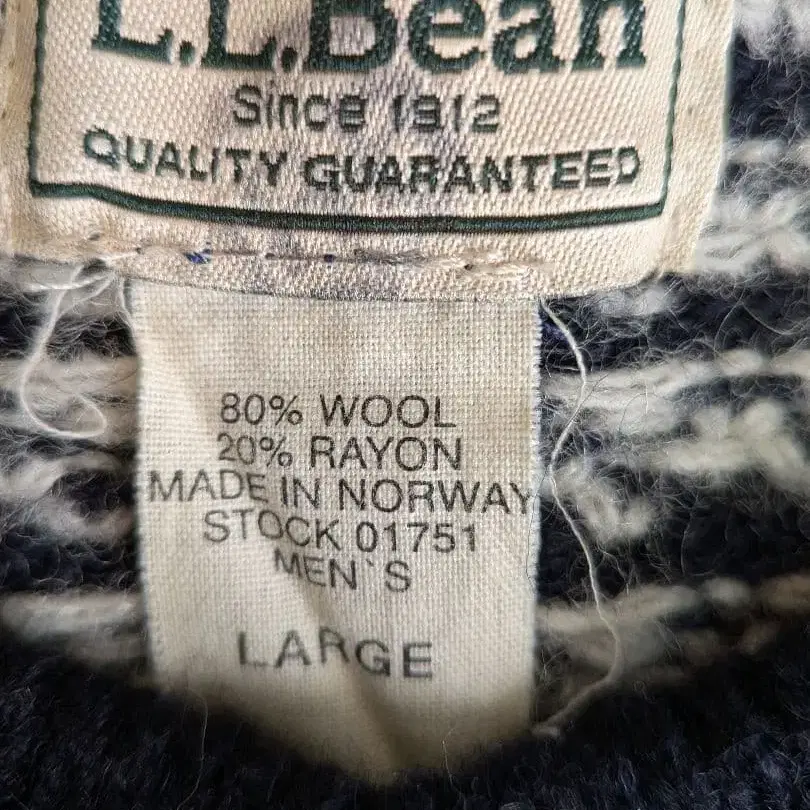 L.L.Bean
Since 1912
QUALITY GUARANTEED
80% WOOL
20% RAYON
MADE IN NORWAY
STOCK 01751
MEN`S
LARGE